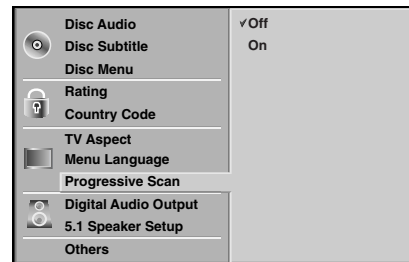 Disc Audio
Disc Subtitle
Disc Menu
Rating
Country Code
TV Aspect
Menu Language
Progressive Scan
Digital Audio Output
5.1 Speaker Setup
Others
✓Off
On